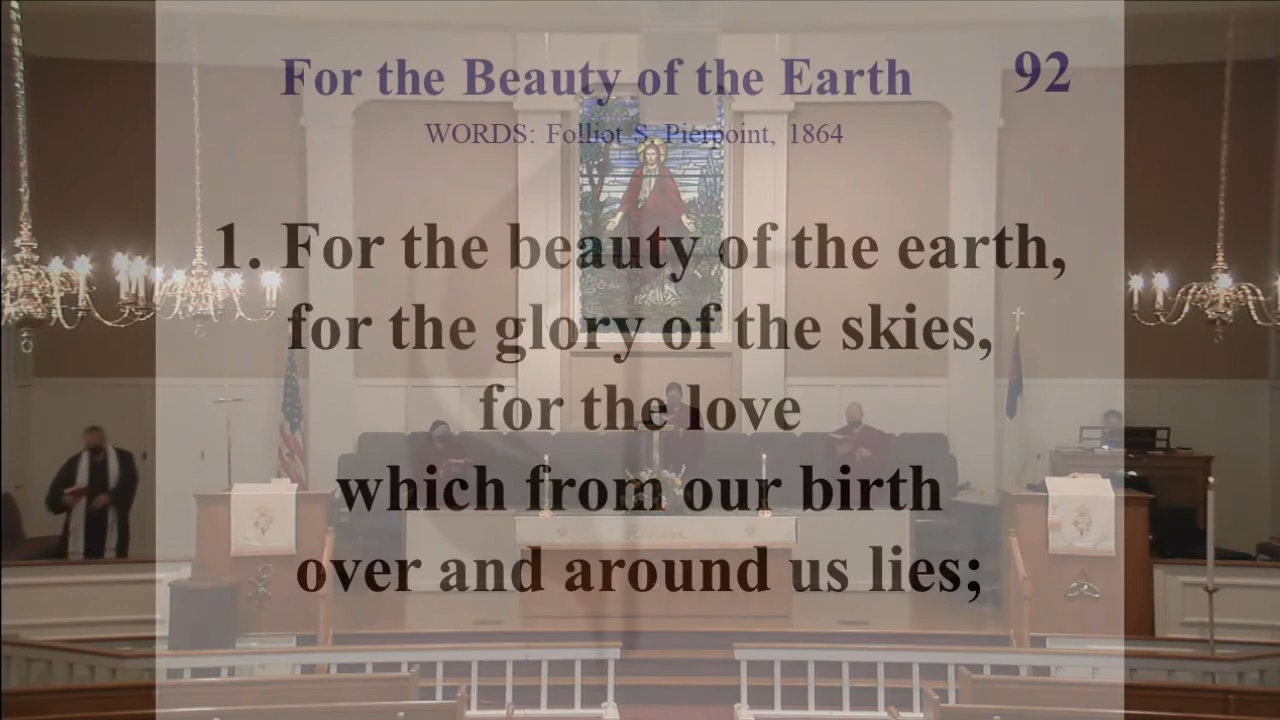 For the Beauty of the Earth
92
WORDS: Folliot S. Pierpoint, 1864
1. For the beauty of the earth,
for the glory of the skies,
for the love
which from our birth
over and around us lies;